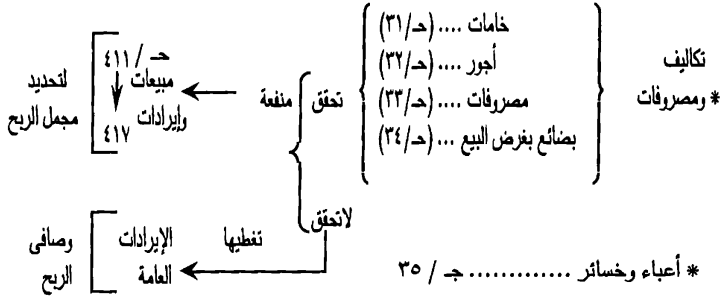 تكاليف
* ومصروفات
خامات .... (حـ/٣١)
أجور .... (حـ/٣٢)
مصروفات .... (حـ/٣٣)
بضائع بغرض البيع ... (حـ/٣٤)
تحقق منفعة
حـ / ٤١١
مبيعات
وإيرادات
٤١٧
لتحديد
مجمل الربح
لاتحقق
تغطيها
الإيرادات
العامة
وصافى
الربح
* أعباء وخسائر ............. جـ / ٣٥